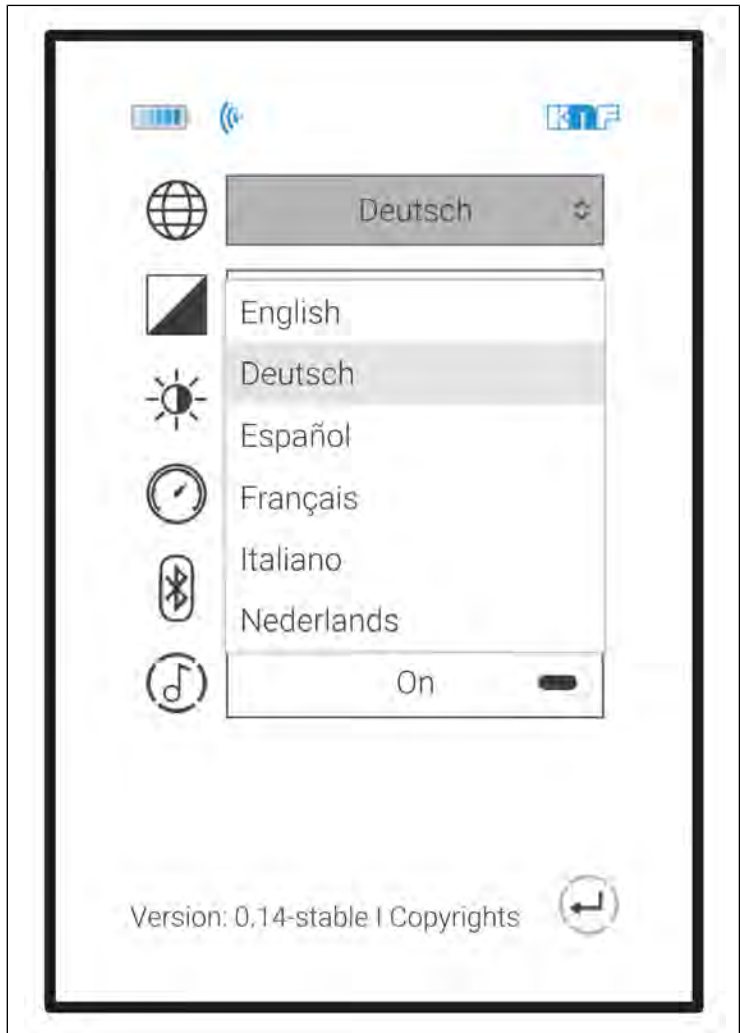 KNF
Deutsch
English
Deutsch
Español
Français
Italiano
Nederlands
On
Version: 0.14-stable I Copyrights